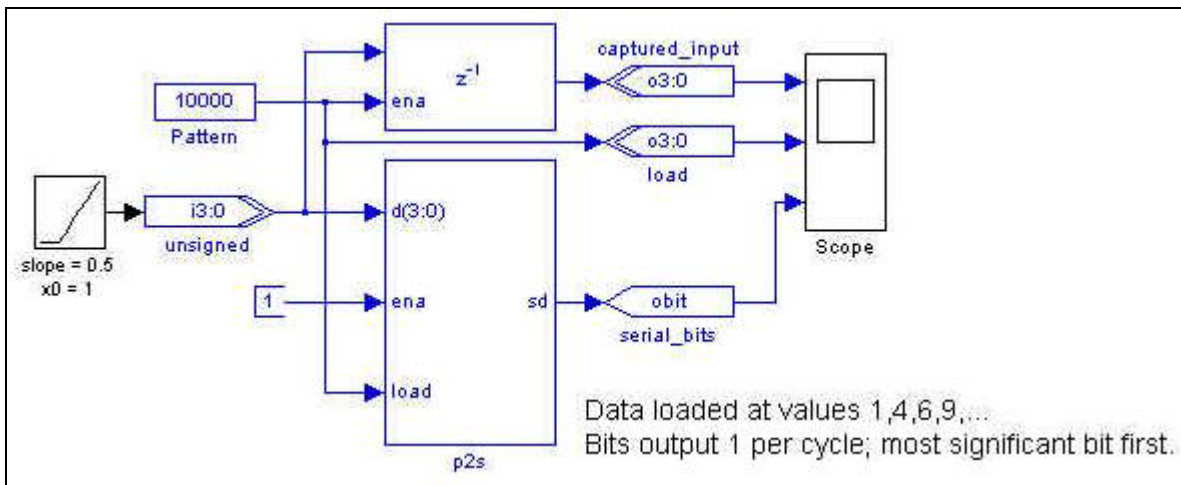 captured_input
z⁻¹
o3:0
10000
ena
Pattern
o3:0
load
i3:0
d(3:0)
unsigned
Scope
slope = 0.5
x0 = 1
1
ena
sd
obit
serial_bits
load
Data loaded at values 1,4,6,9,...
Bits output 1 per cycle; most significant bit first.
p2s